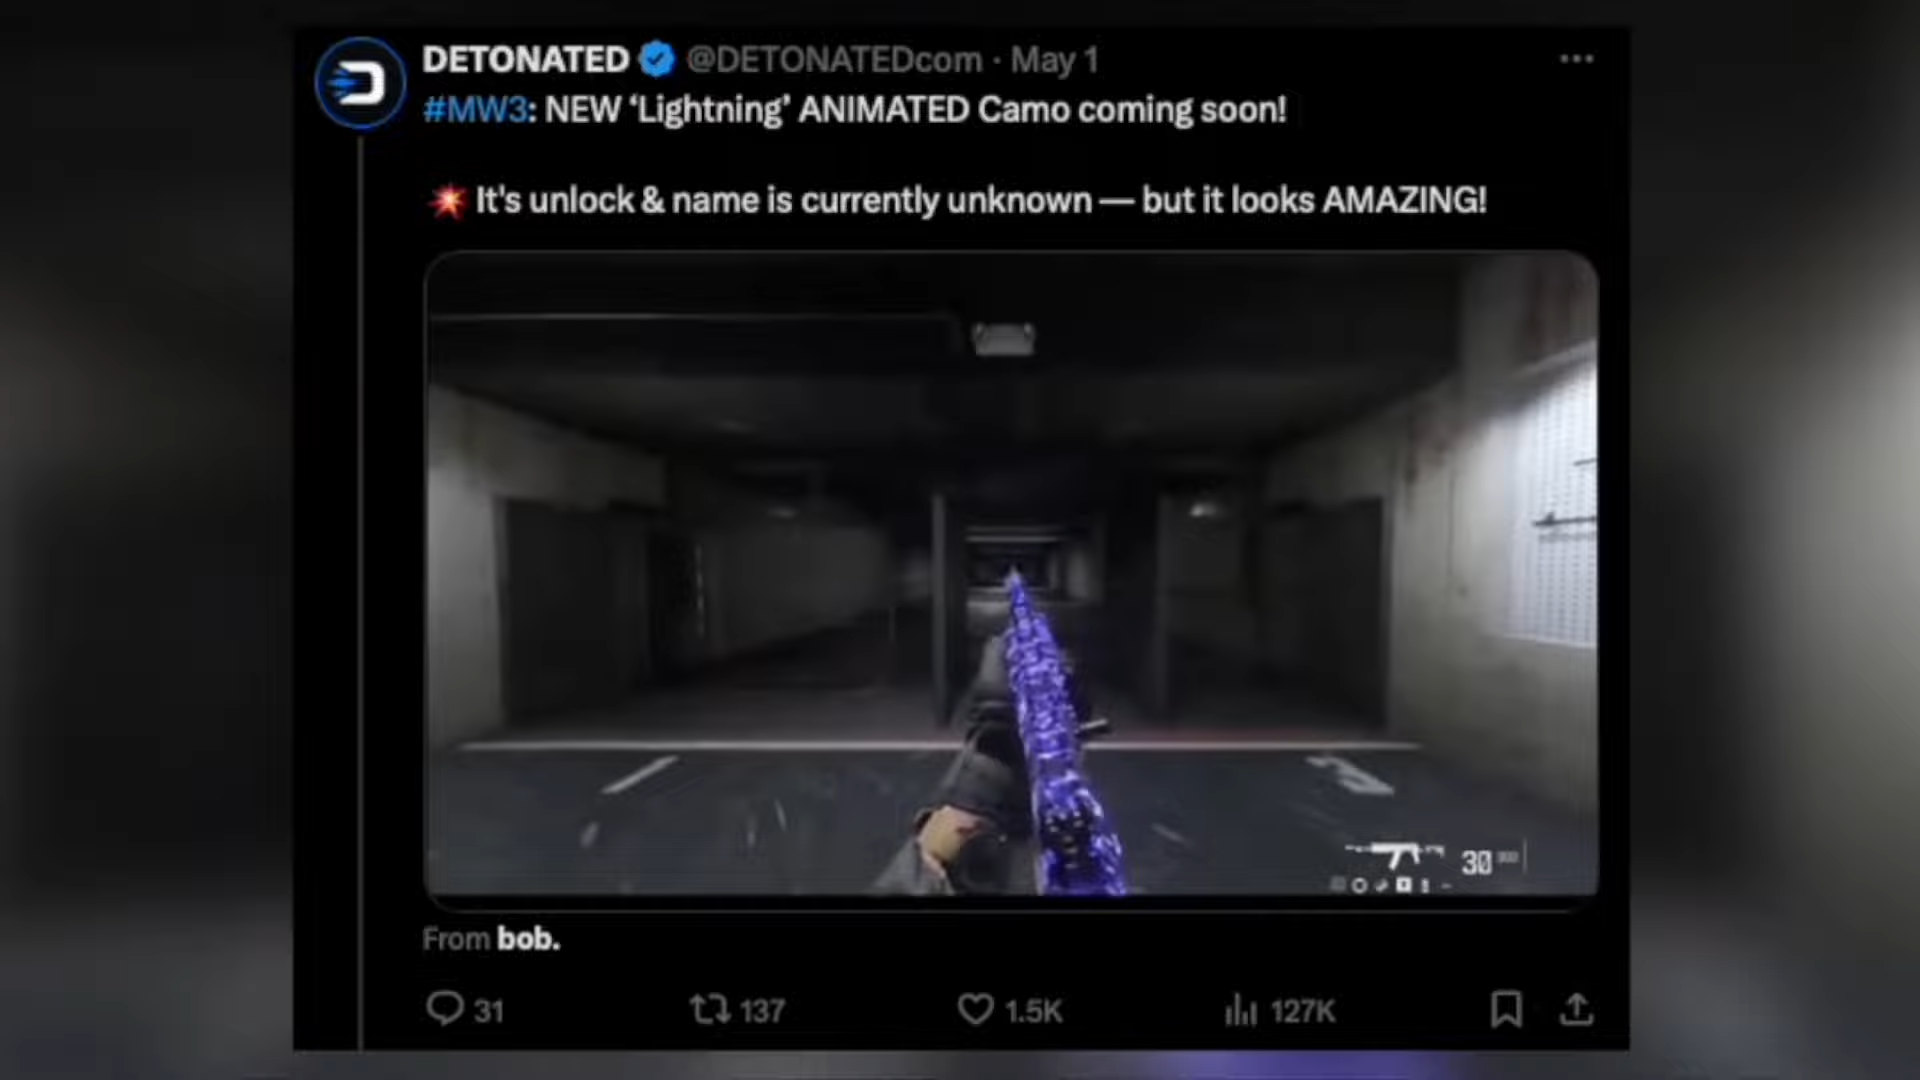 DETONATED @DETONATEDcom · May 1
#MW3: NEW ‘Lightning’ ANIMATED Camo coming soon!
💥 It's unlock & name is currently unknown — but it looks AMAZING!
30
From bob.
31 137 1.5K 127K